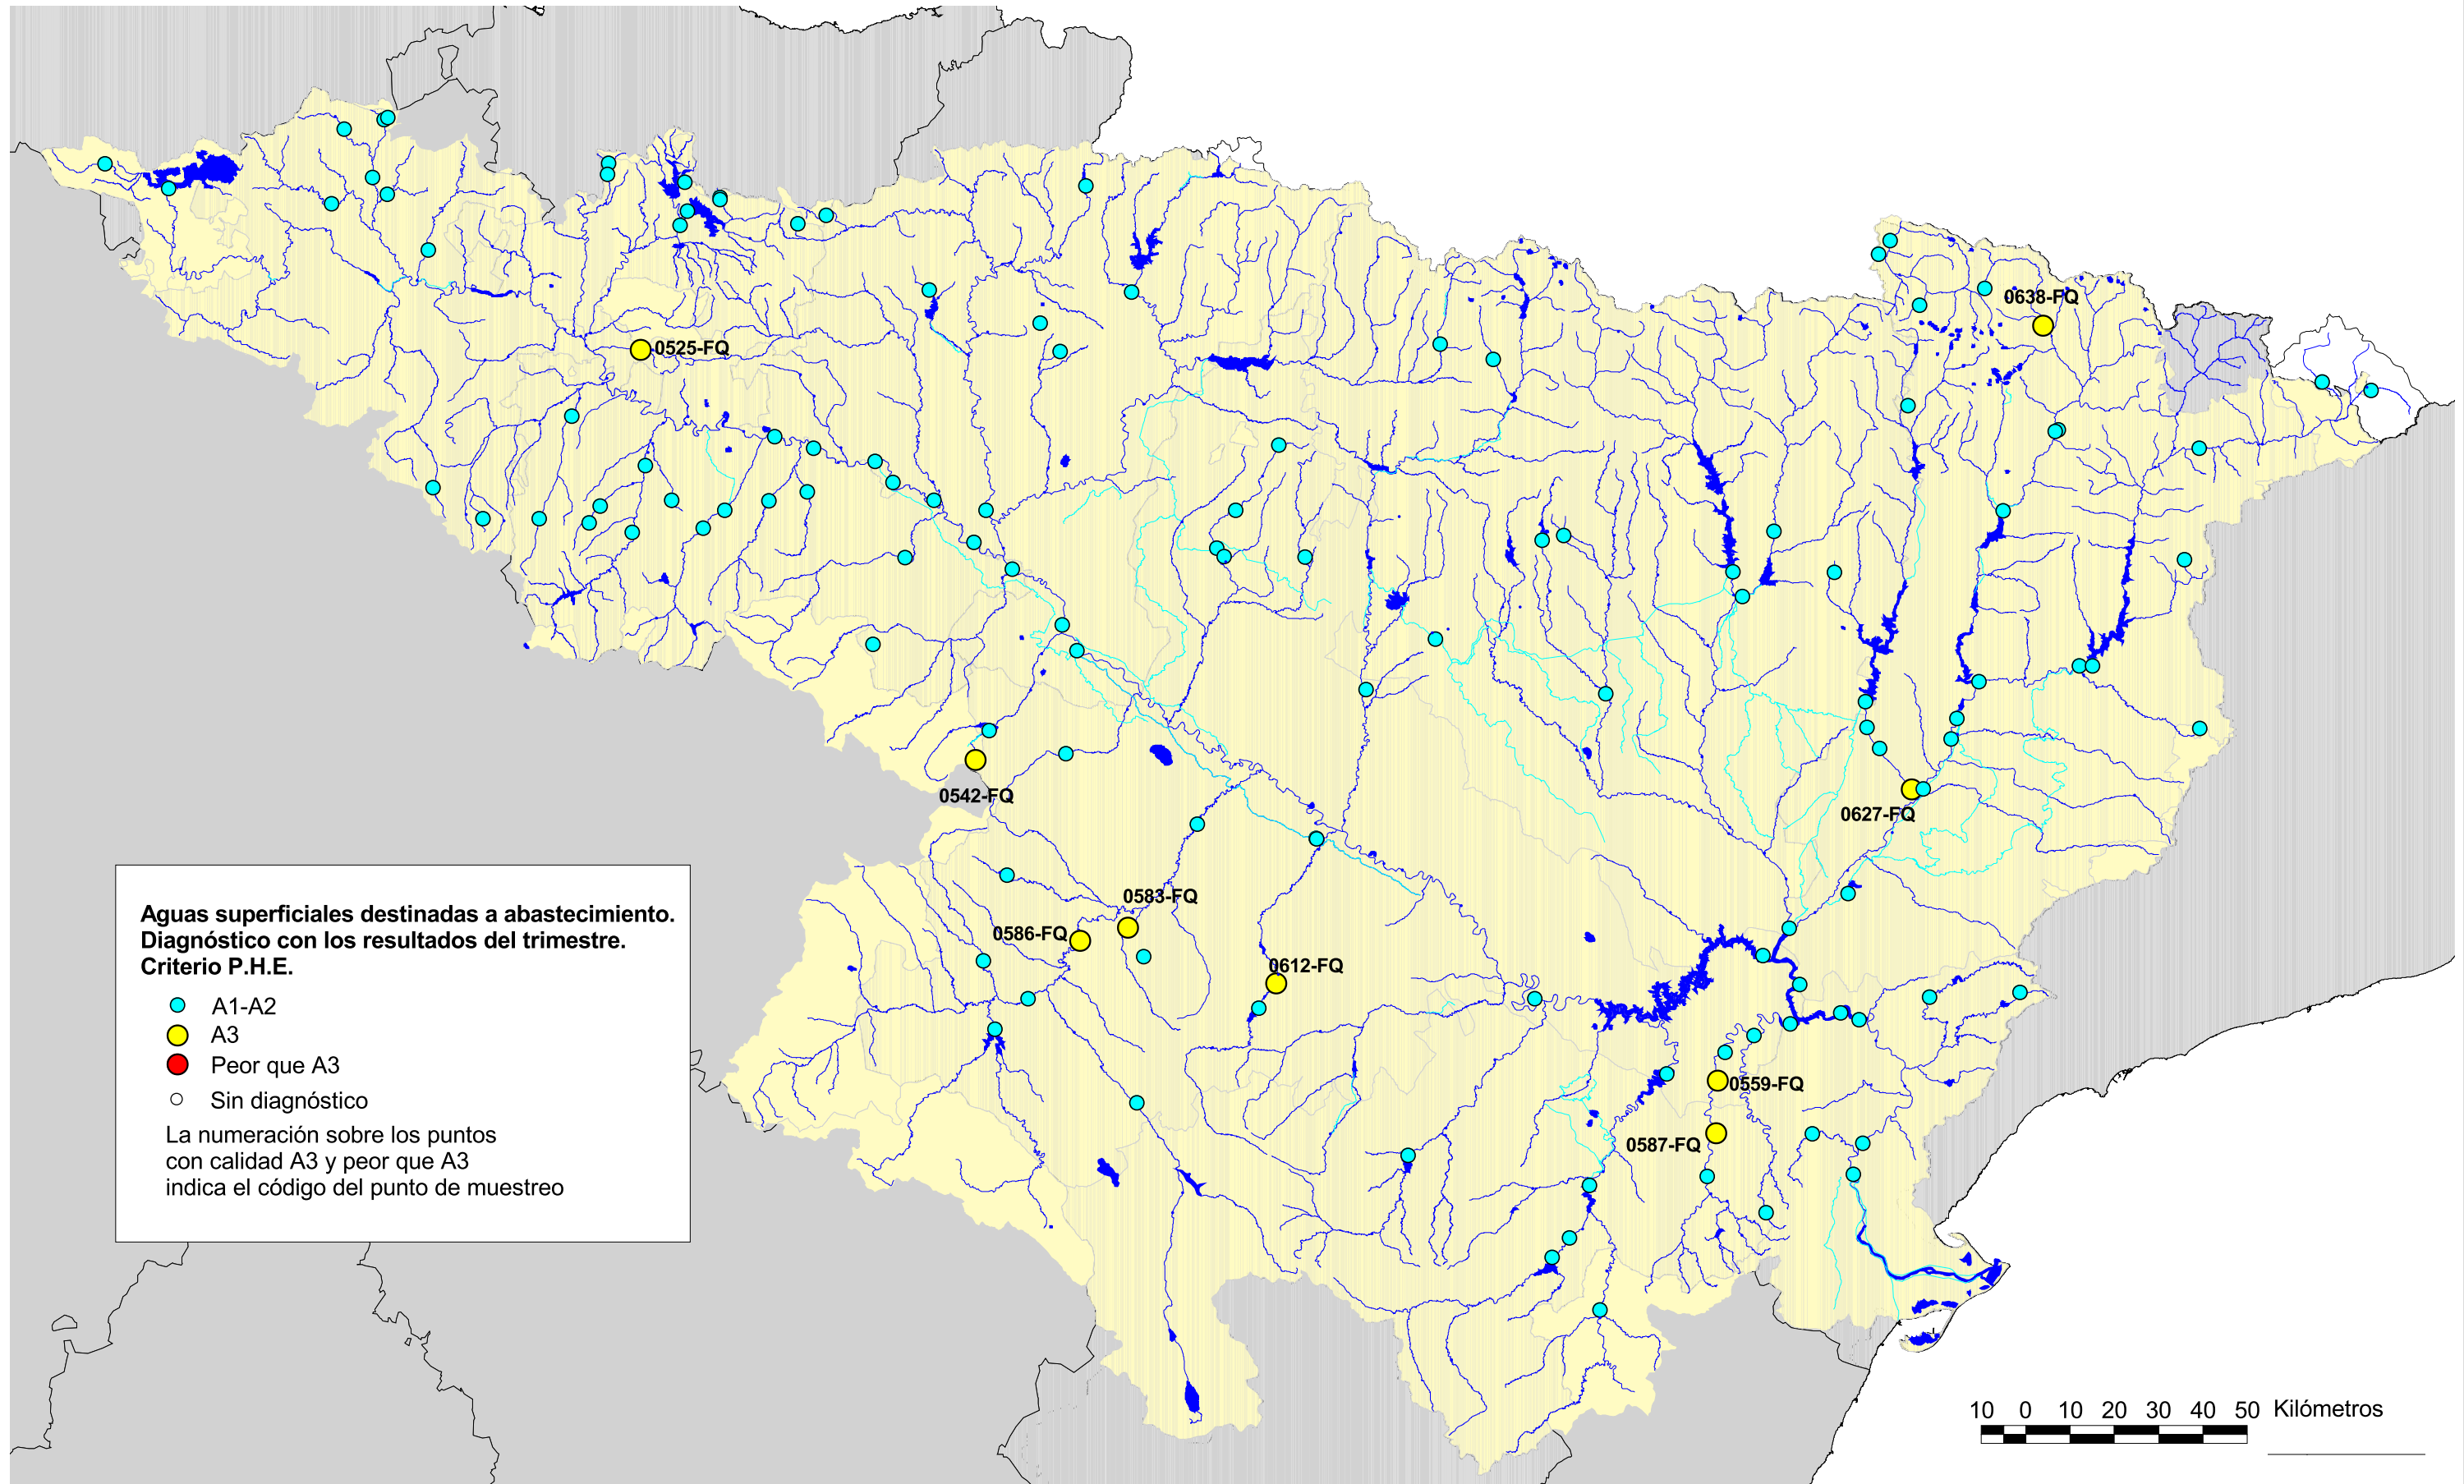 0638-FQ
0525-FQ
0542-FQ
0627-FQ
0583-FQ
0586-FQ
0612-FQ
0559-FQ
0587-FQ
Aguas superficiales destinadas a abastecimiento.
Diagnóstico con los resultados del trimestre.
Criterio P.H.E.
A1-A2
A3
Peor que A3
Sin diagnóstico
La numeración sobre los puntos
con calidad A3 y peor que A3
indica el código del punto de muestreo
10 0 10 20 30 40 50 Kilómetros